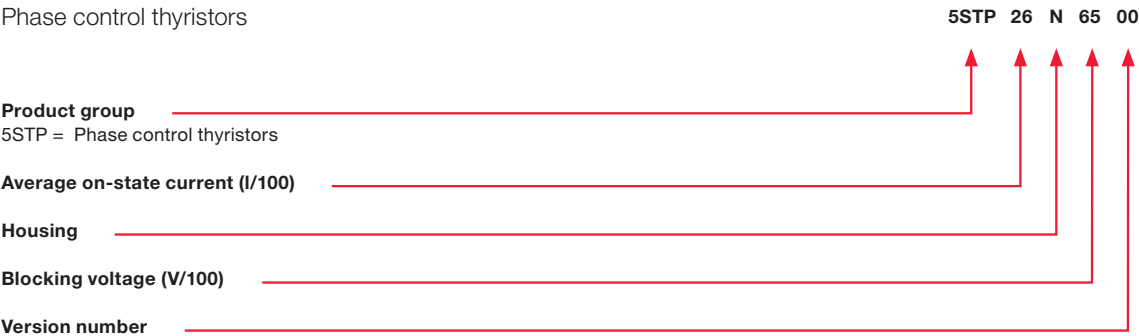 Phase control thyristors
5STP 26 N 65 00
Product group
5STP = Phase control thyristors
Average on-state current (I/100)
Housing
Blocking voltage (V/100)
Version number